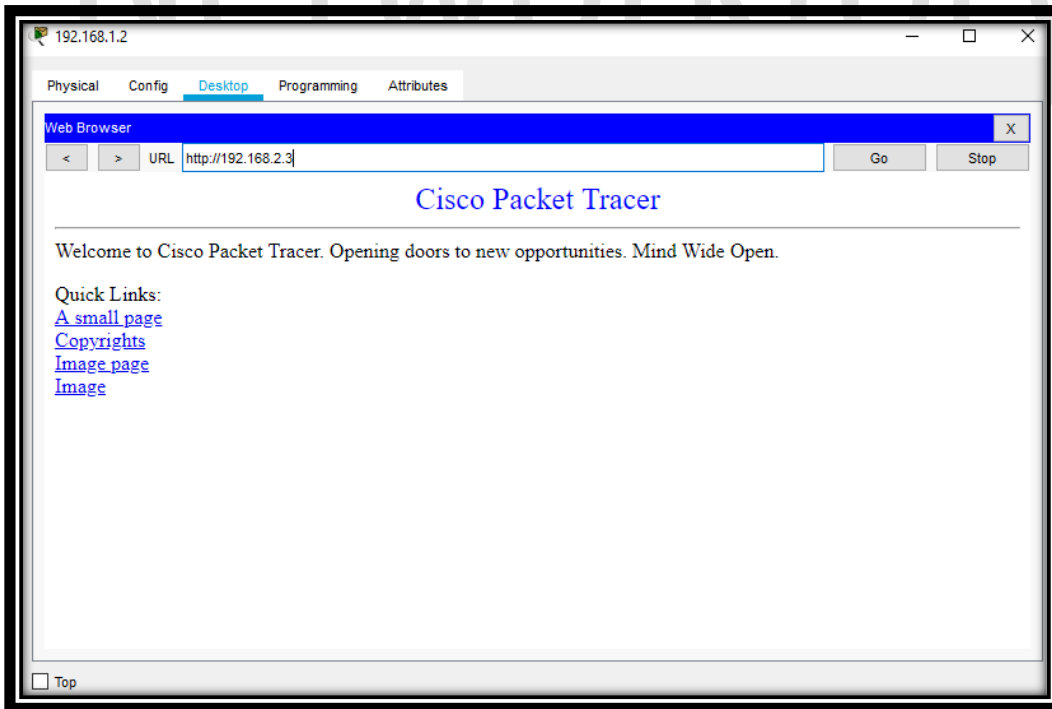 192.168.1.2
Physical Config Desktop Programming Attributes
Web Browser X
< > URL http://192.168.2.3 Go Stop
Cisco Packet Tracer
Welcome to Cisco Packet Tracer. Opening doors to new opportunities. Mind Wide Open.
Quick Links:
A small page
Copyrights
Image page
Image
Top